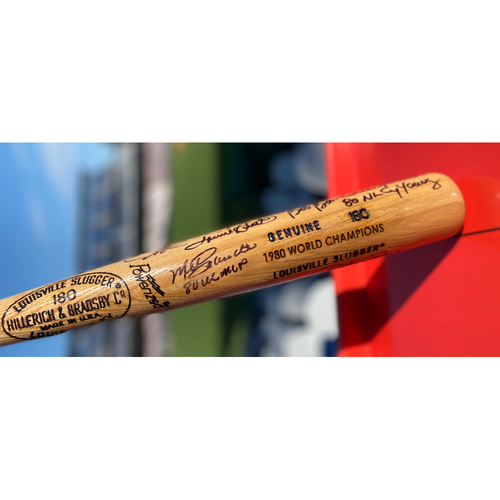 LOUISVILLE SLUGGER
180
HILLERICH & BRADSBY Co
MADE IN U.S.A.
POWERIZED
80 WS MVP
80 NL Cy Young
GENUINE 180
1980 WORLD CHAMPIONS
LOUISVILLE SLUGGER